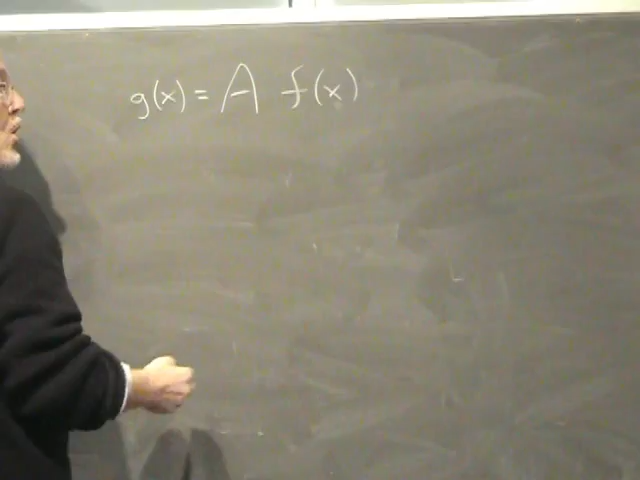 g(x) = A f(x)